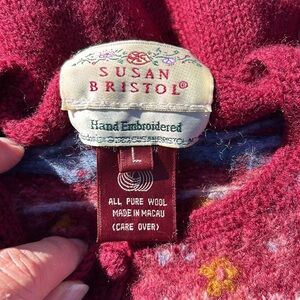 SUSAN
BRISTOL®
Hand Embroidered
L
ALL PURE WOOL
MADE IN MACAU
(CARE OVER)